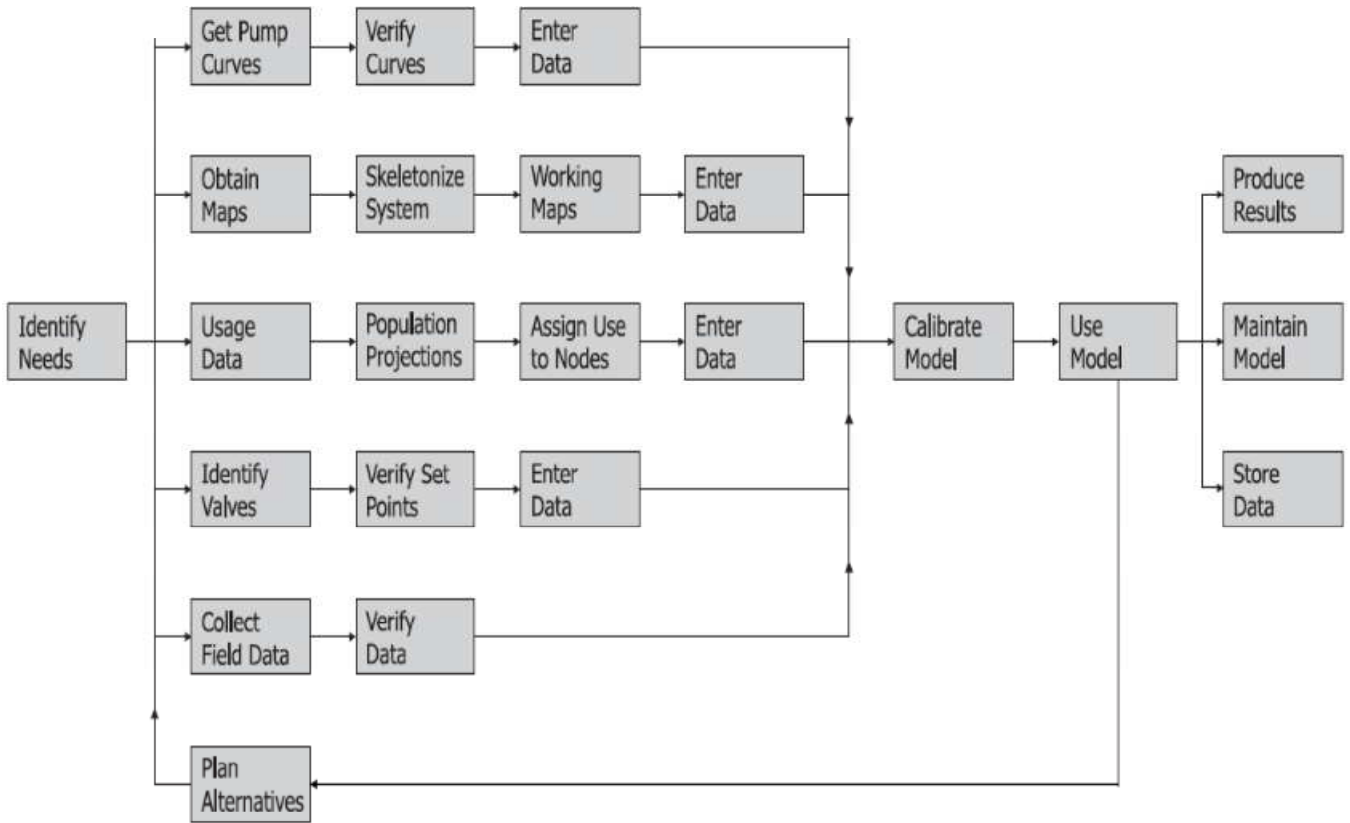 Get Pump
Curves
Verify
Curves
Enter
Data
Obtain
Maps
Skeletonize
System
Working
Maps
Enter
Data
Produce
Results
Identify
Needs
Usage
Data
Population
Projections
Assign Use
to Nodes
Enter
Data
Calibrate
Model
Use
Model
Maintain
Model
Identify
Valves
Verify Set
Points
Enter
Data
Store
Data
Collect
Field Data
Verify
Data
Plan
Alternatives